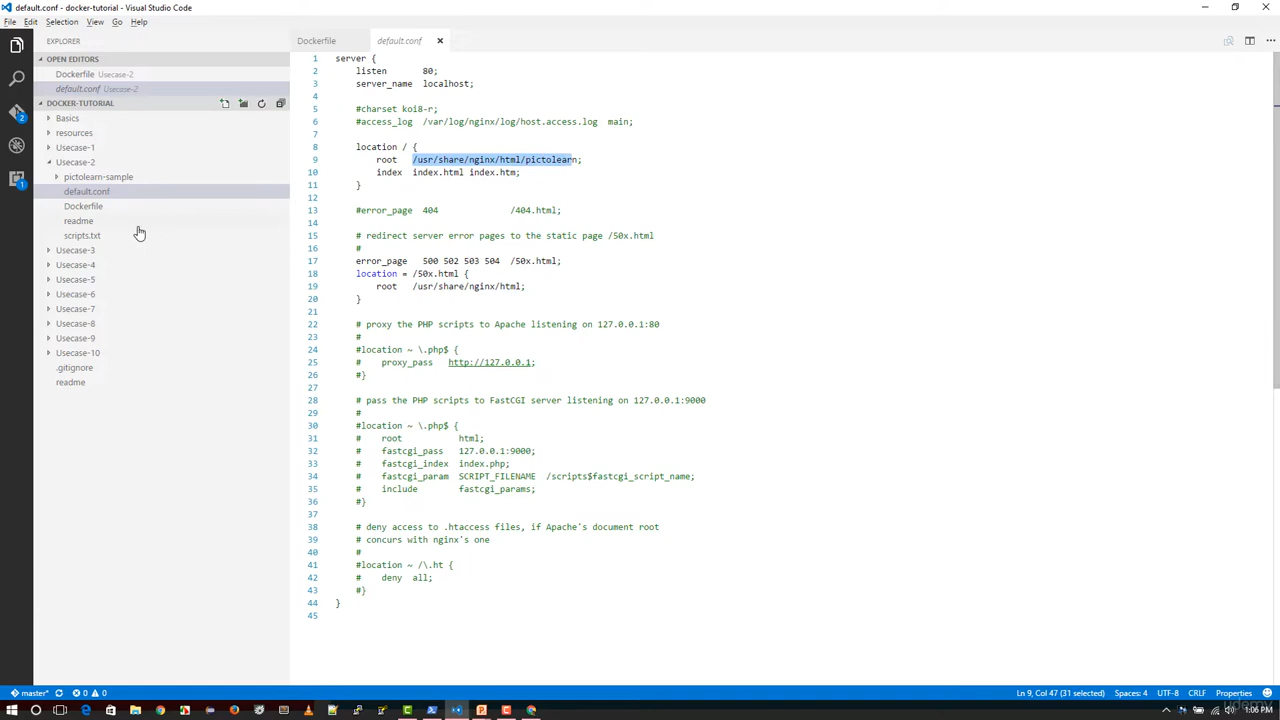 default.conf - docker-tutorial - Visual Studio Code
File Edit Selection View Go Help
EXPLORER
OPEN EDITORS
Dockerfile Usecase-2
default.conf Usecase-2
DOCKER-TUTORIAL
Basics
resources
Usecase-1
Usecase-2
pictolearn-sample
default.conf
Dockerfile
readme
scripts.txt
Usecase-3
Usecase-4
Usecase-5
Usecase-6
Usecase-7
Usecase-8
Usecase-9
Usecase-10
.gitignore
readme
2
1
Dockerfile default.conf
1 server {
2 listen 80;
3 server_name localhost;
4
5 #charset koi8-r;
6 #access_log /var/log/nginx/log/host.access.log main;
7
8 location / {
9 root /usr/share/nginx/html/pictolearn;
10 index index.html index.htm;
11 }
12
13 #error_page 404 /404.html;
14
15 # redirect server error pages to the static page /50x.html
16 #
17 error_page 500 502 503 504 /50x.html;
18 location = /50x.html {
19 root /usr/share/nginx/html;
20 }
21
22 # proxy the PHP scripts to Apache listening on 127.0.0.1:80
23 #
24 #location ~ \.php$ {
25 # proxy_pass http://127.0.0.1;
26 #}
27
28 # pass the PHP scripts to FastCGI server listening on 127.0.0.1:9000
29 #
30 #location ~ \.php$ {
31 # root html;
32 # fastcgi_pass 127.0.0.1:9000;
33 # fastcgi_index index.php;
34 # fastcgi_param SCRIPT_FILENAME /scripts$fastcgi_script_name;
35 # include fastcgi_params;
36 #}
37
38 # deny access to .htaccess files, if Apache's document root
39 # concurs with nginx's one
40 #
41 #location ~ /\.ht {
42 # deny all;
43 #}
44 }
45
master* 0 0 Ln 9, Col 47 (31 selected) Spaces: 4 UTF-8 CRLF Properties
udemy
1:06 PM